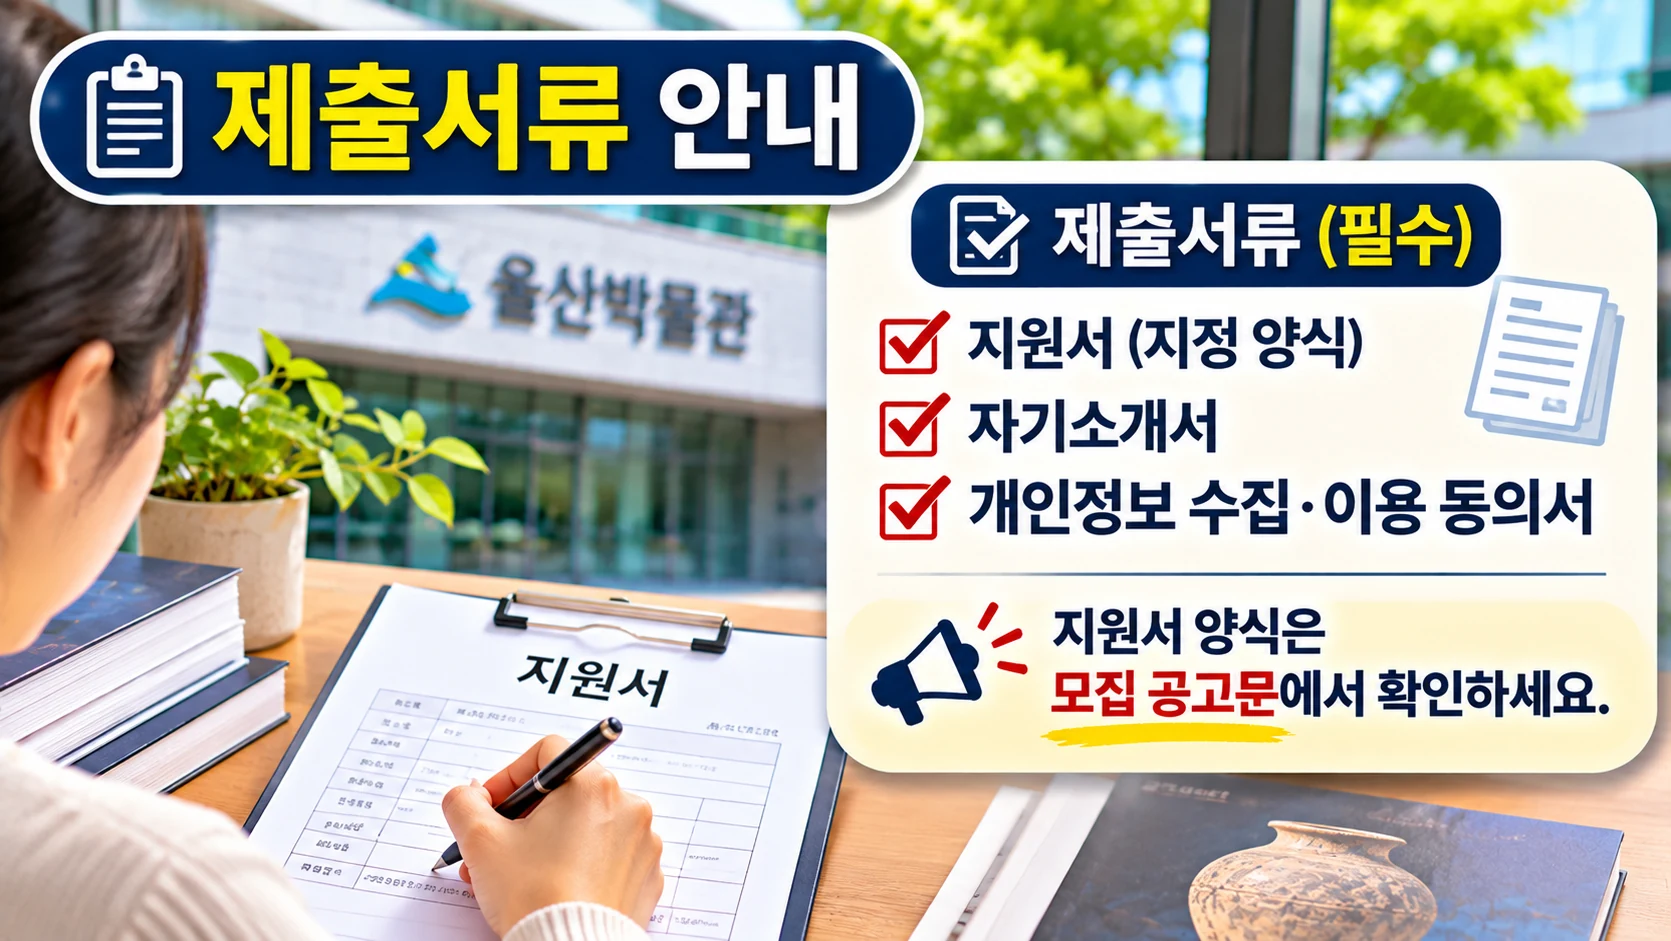 제출서류 안내
울산박물관
제출서류 (필수)
지원서 (지정 양식)
자기소개서
개인정보 수집·이용 동의서
지원서 양식은
모집 공고문에서 확인하세요.
지원서